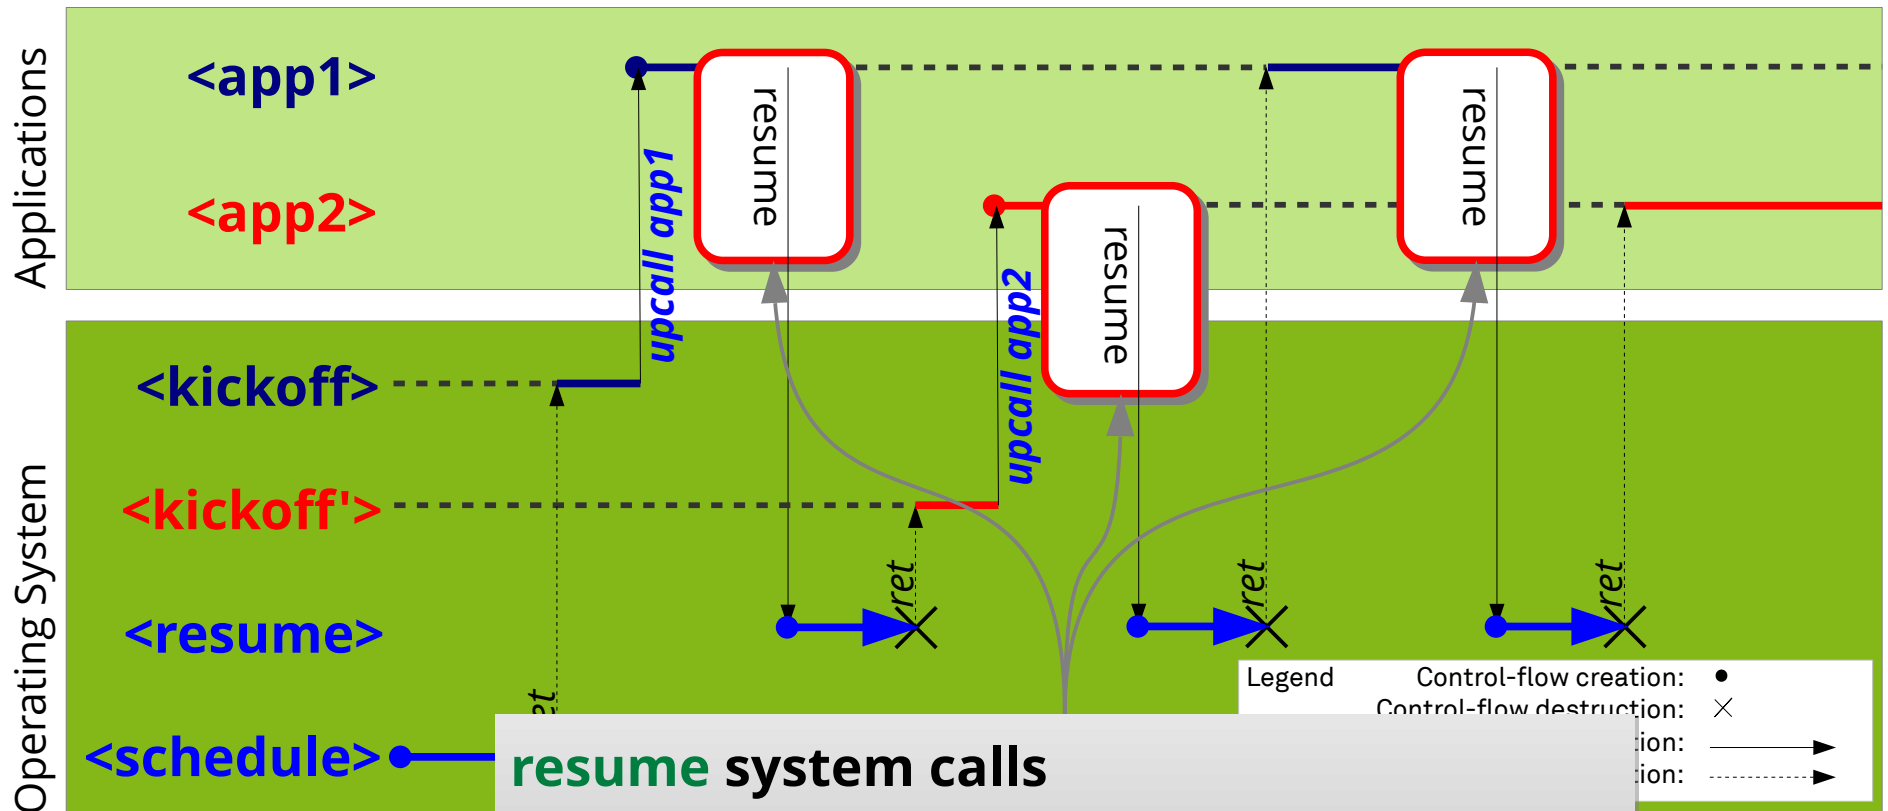 Applications
<app1>
<app2>
resume
resume
resume
upcall app1
upcall app2
Operating System
<kickoff>
<kickoff'>
<resume>
<schedule>
ret
ret
ret
Legend
Control-flow creation:
Control-flow destruction:
resume system calls